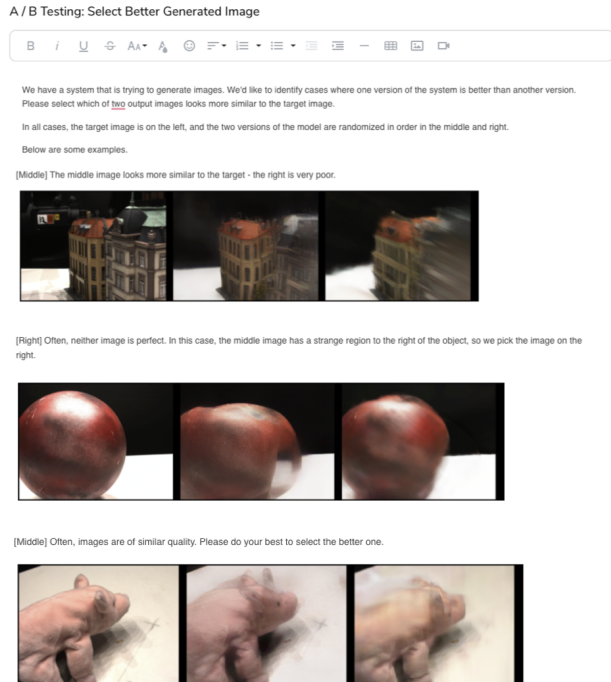 A / B Testing: Select Better Generated Image
B i U S AA A
We have a system that is trying to generate images. We'd like to identify cases where one version of the system is better than another version.
Please select which of two output images looks more similar to the target image.
In all cases, the target image is on the left, and the two versions of the model are randomized in order in the middle and right.
Below are some examples.
[Middle] The middle image looks more similar to the target - the right is very poor.
[Right] Often, neither image is perfect. In this case, the middle image has a strange region to the right of the object, so we pick the image on the
right.
[Middle] Often, images are of similar quality. Please do your best to select the better one.